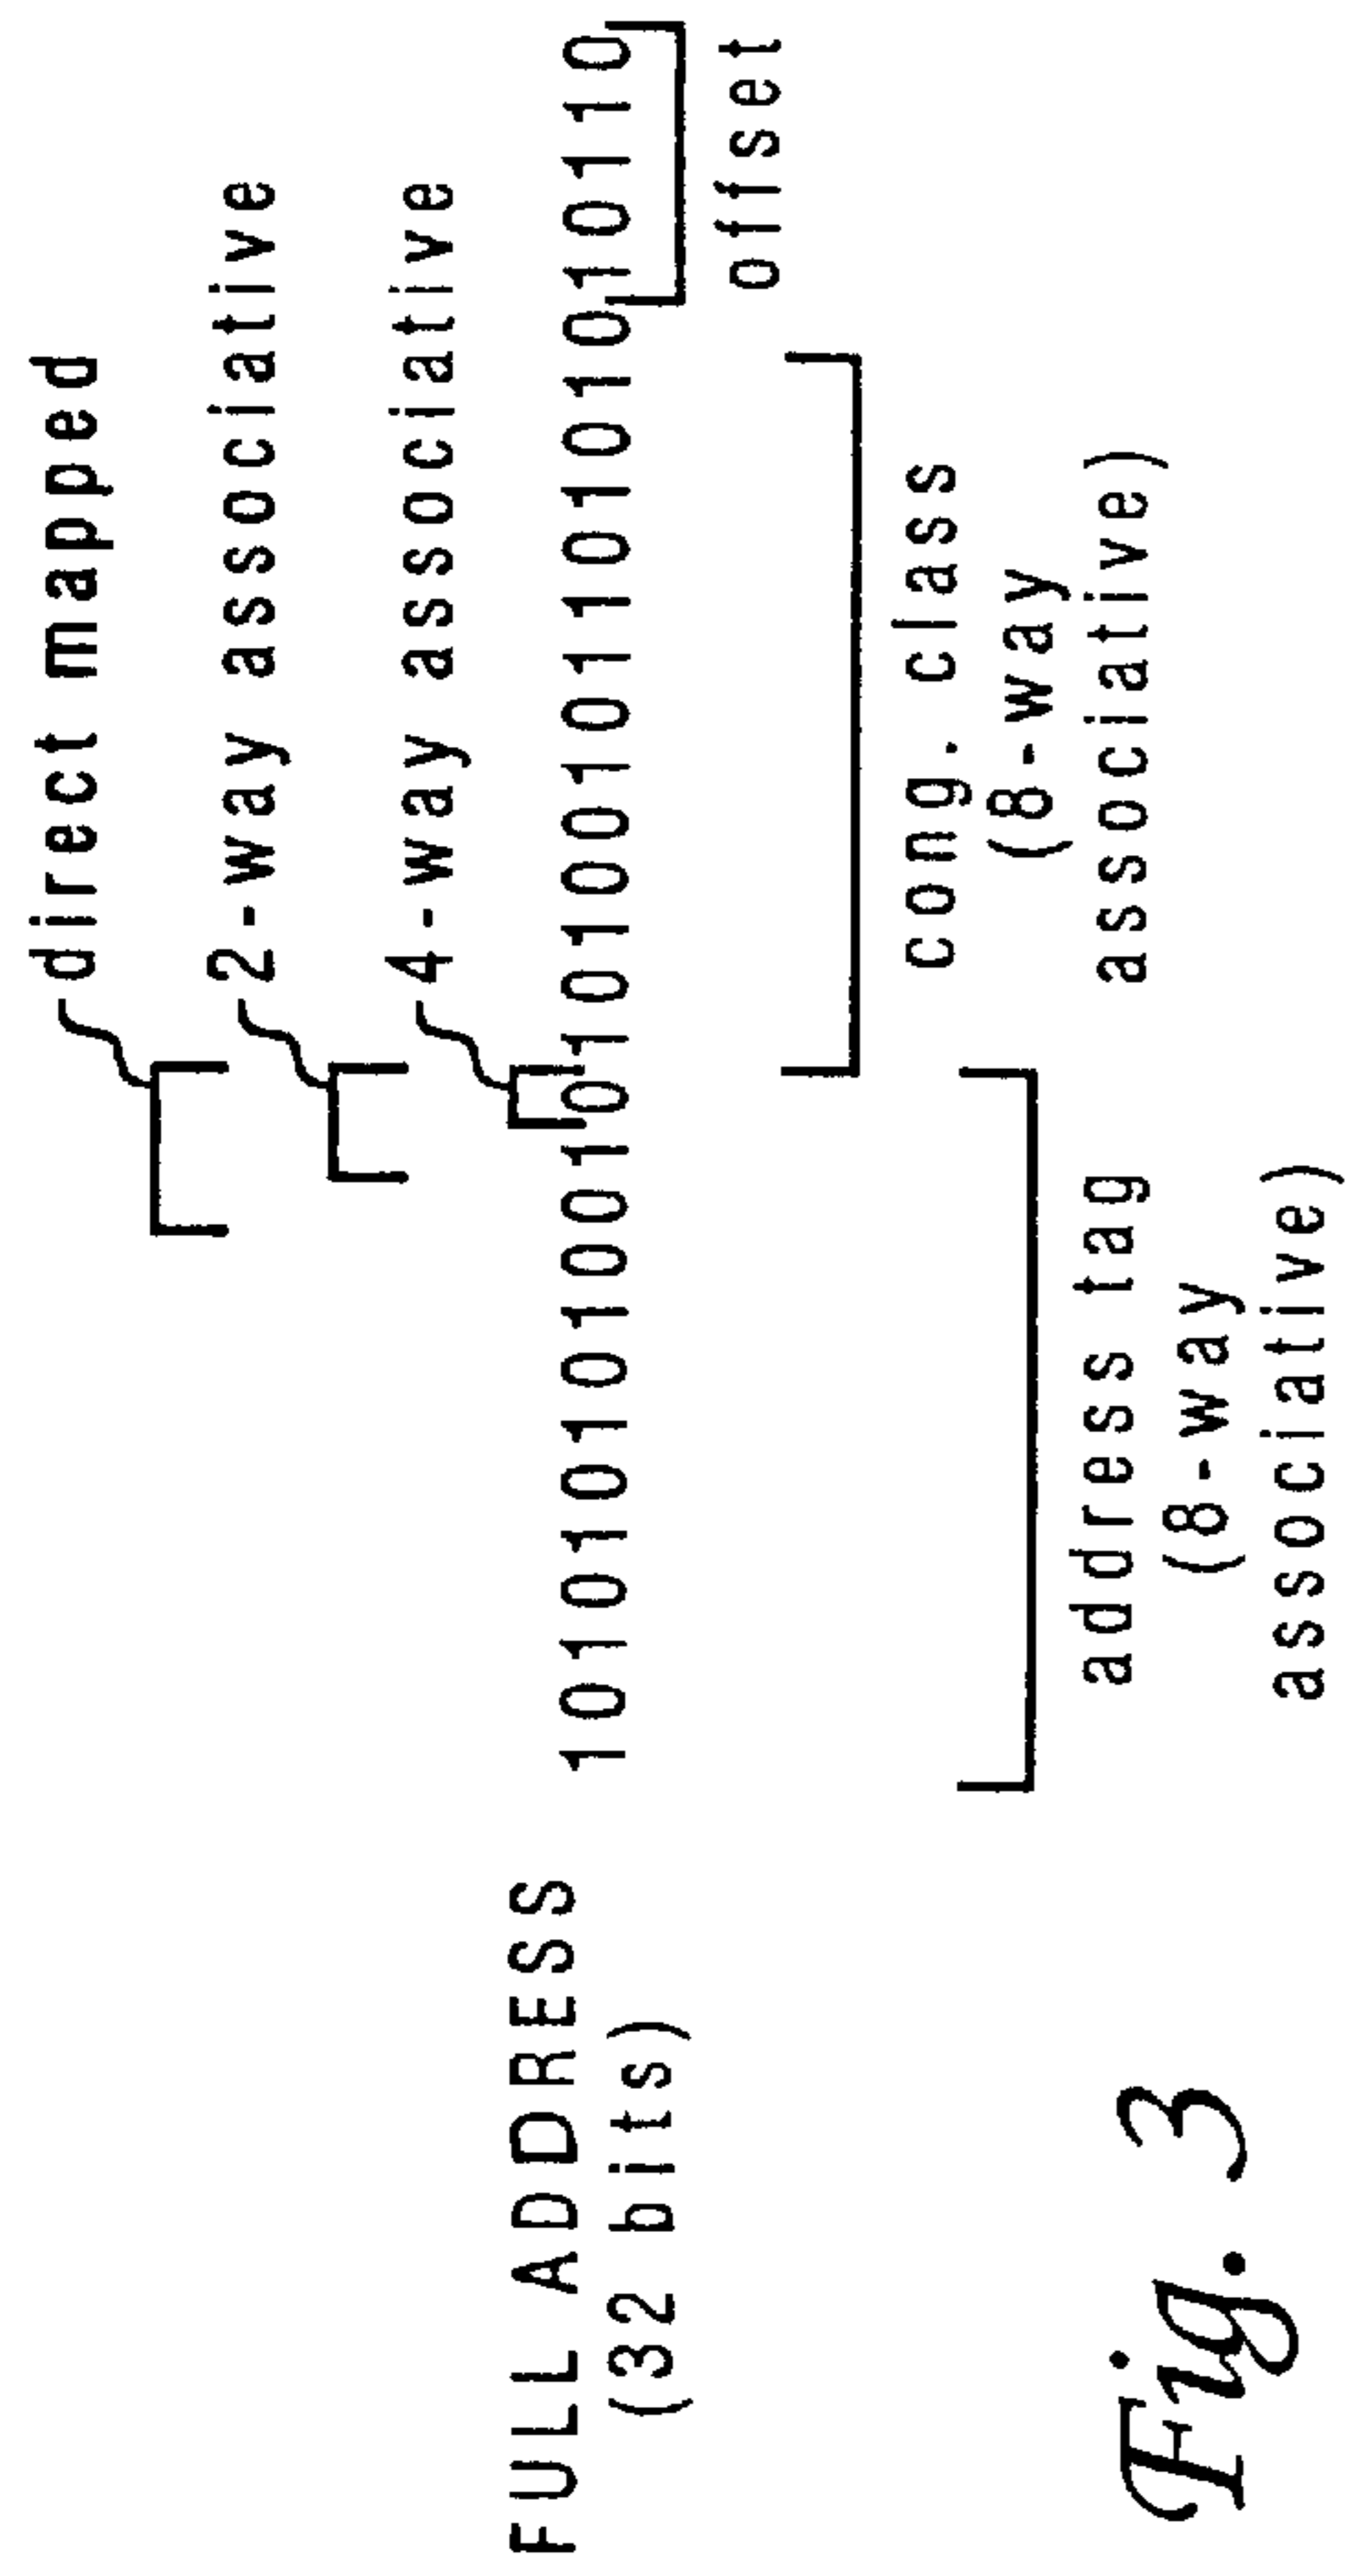 direct mapped
2-way associative
4-way associative
FULL ADDRESS
(32 bits)
10101010100101010010110101010110
offset
cong. class
(8-way
associative)
address tag
(8-way
associative)
Fig. 3